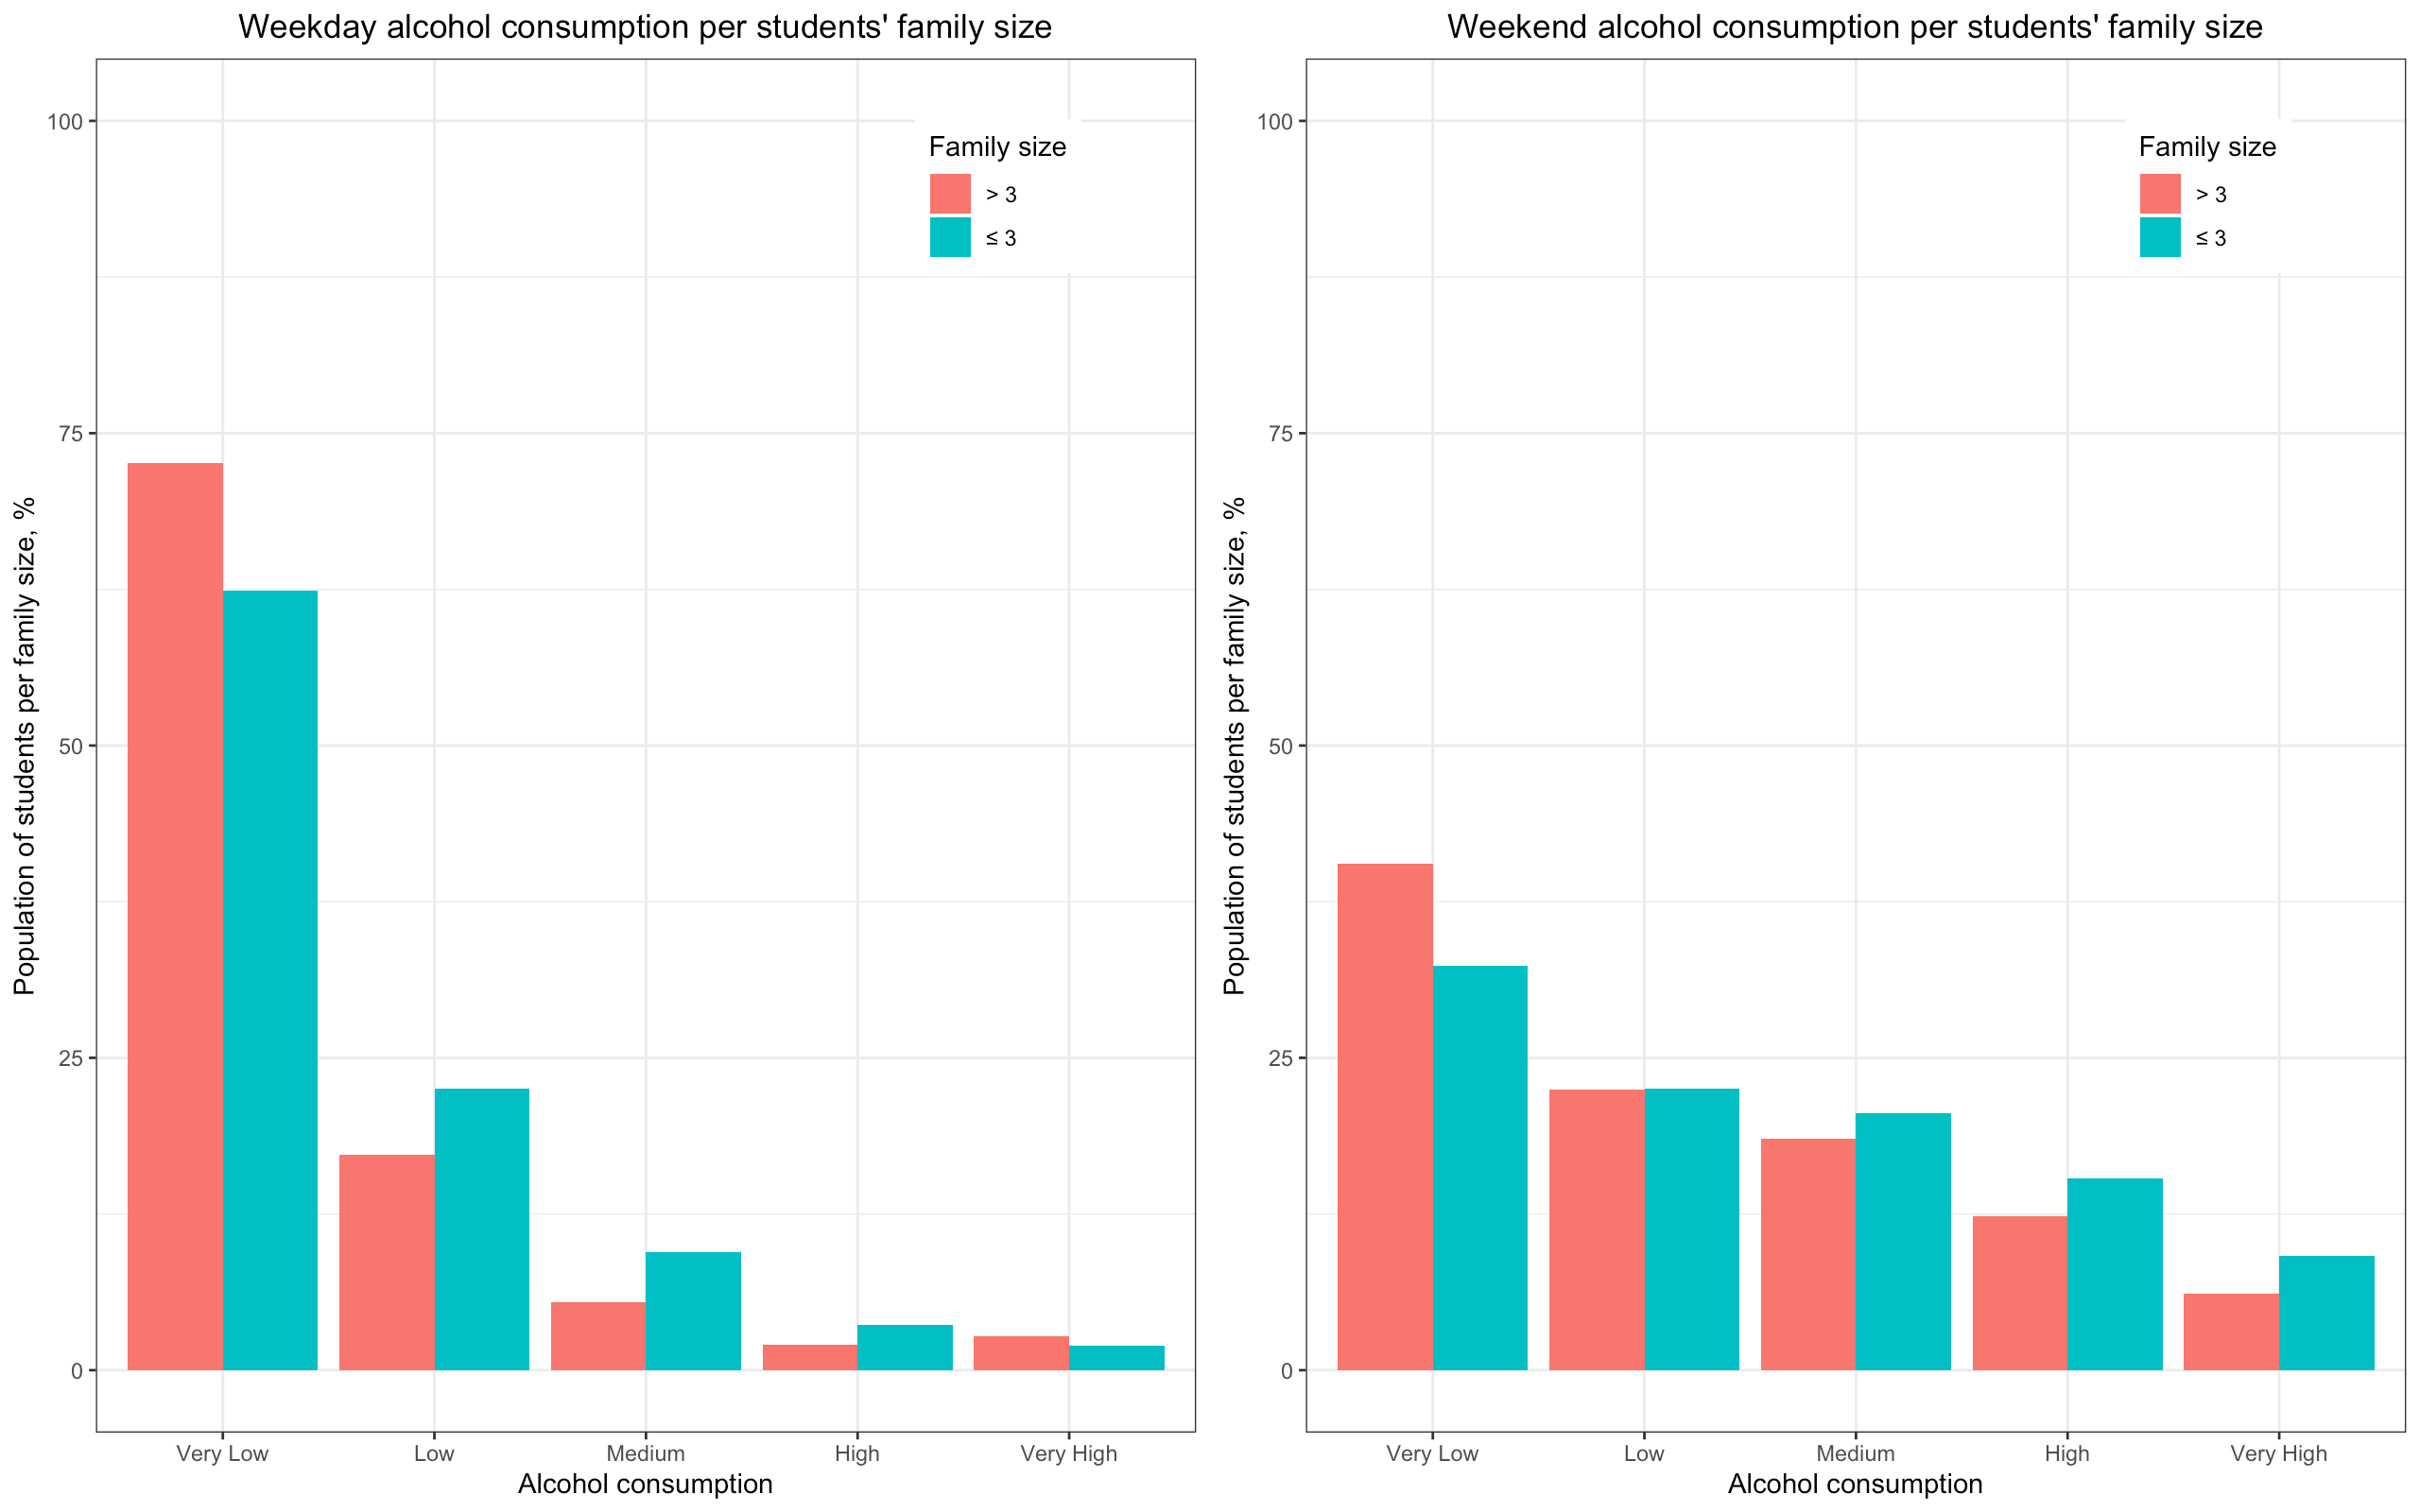 Weekday alcohol consumption per students' family size
Population of students per family size, %
100
75
50
25
0
Family size
> 3
≤ 3
Very Low
Low
Medium
High
Very High
Alcohol consumption
Weekend alcohol consumption per students' family size
Population of students per family size, %
100
75
50
25
0
Family size
> 3
≤ 3
Very Low
Low
Medium
High
Very High
Alcohol consumption